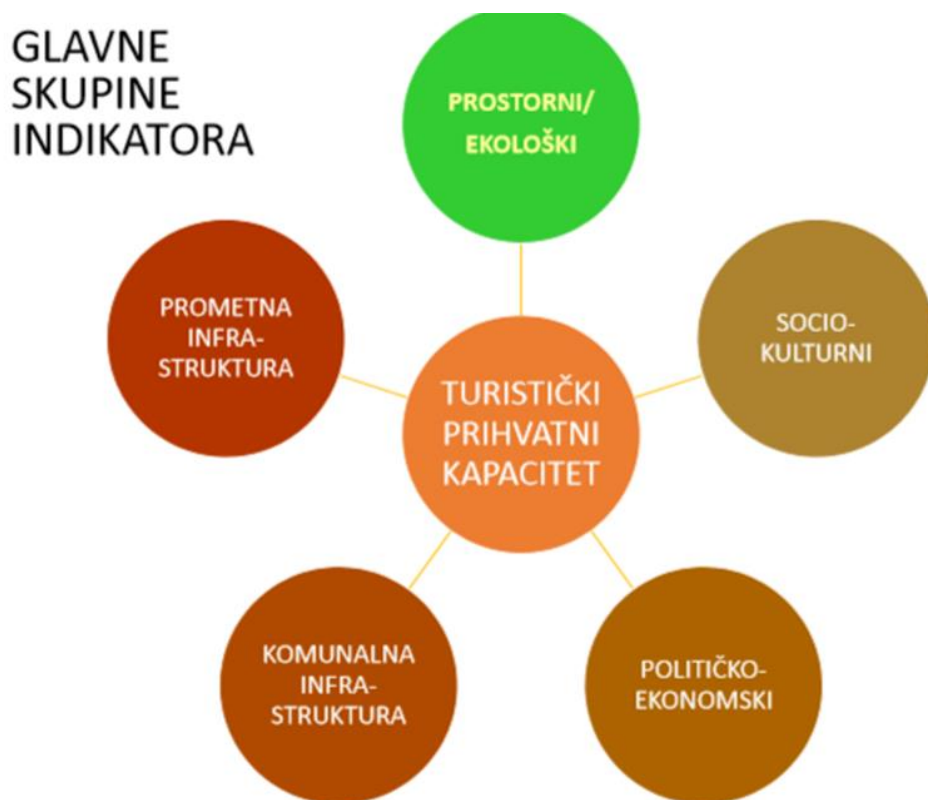 GLAVNE
SKUPINE
INDIKATORA
PROSTORNI/
EKOLOŠKI
PROMETNA
INFRA-
STRUKTURA
SOCIO-
KULTURNI
TURISTIČKI
PRIHVATNI
KAPACITET
KOMUNALNA
INFRA-
STRUKTURA
POLITIČKO-
EKONOMSKI